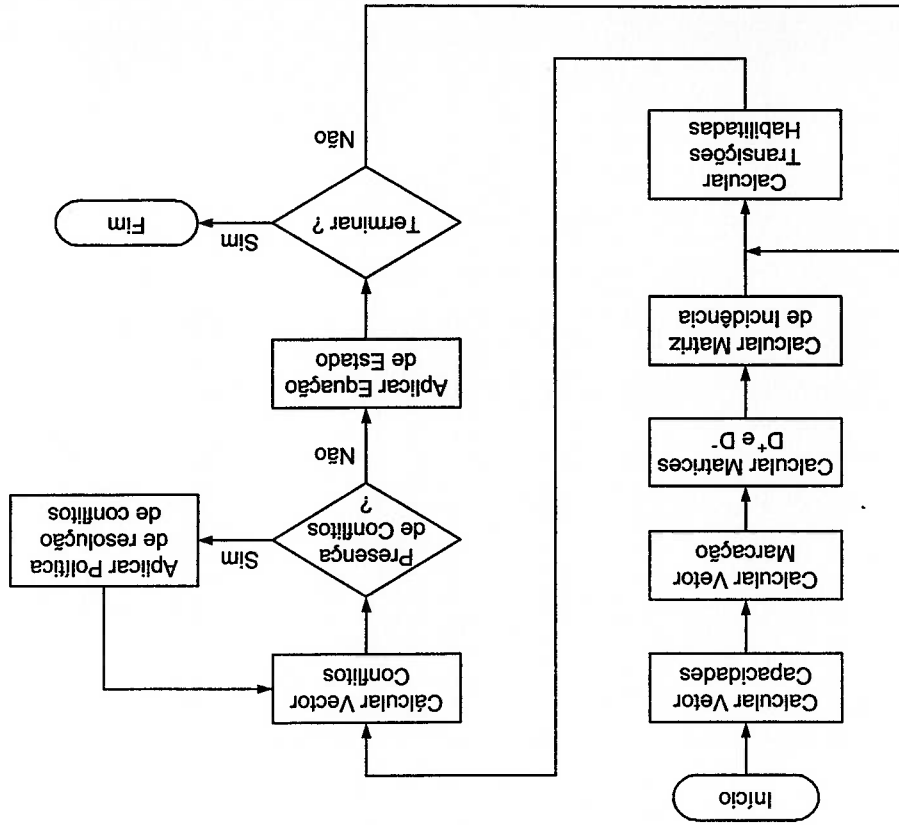 Início
Calcular Vetor
Capacidades
Calcular Vetor
Marcação
Calcular Matrices
D+ e D-
Calcular Matriz
de Incidência
Calcular
Transições
Habilitadas
Cálcular Vector
Conflitos
Presença
de Conflitos
?
Sim
Aplicar Política
de resolução
de conflitos
Não
Aplicar Equação
de Estado
Terminar ?
Sim
Fim
Não